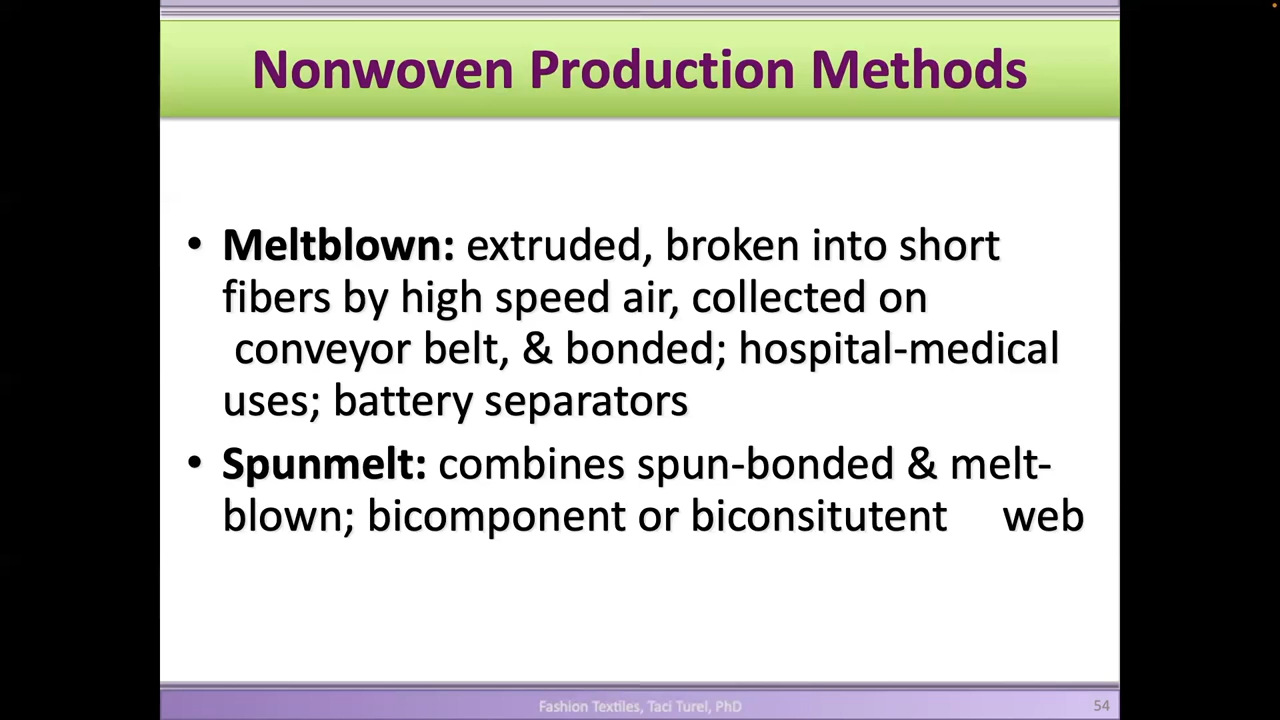 Nonwoven Production Methods
• Meltblown: extruded, broken into short
fibers by high speed air, collected on
conveyor belt, & bonded; hospital-medical
uses; battery separators
• Spunmelt: combines spun-bonded & melt-
blown; bicomponent or biconsitutent web
Fashion Textiles, Taci Turel, PhD
54